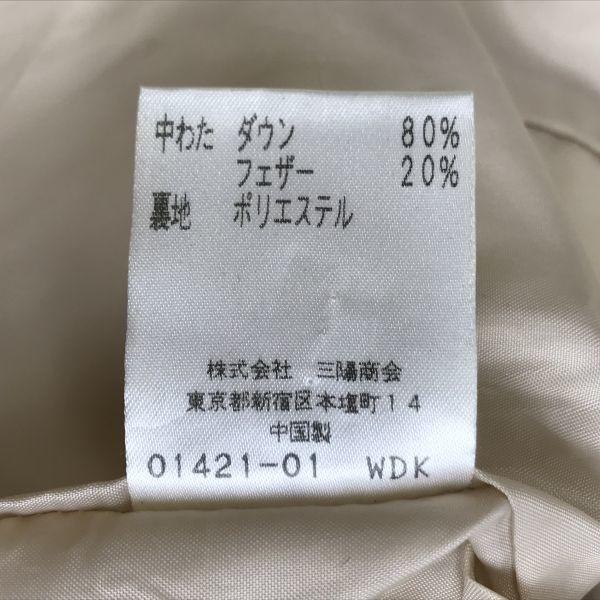 中わた ダウン 80%
フェザー 20%
裏地 ポリエステル
株式会社 三陽商会
東京都新宿区本塩町14
中国製
01421-01 WDK